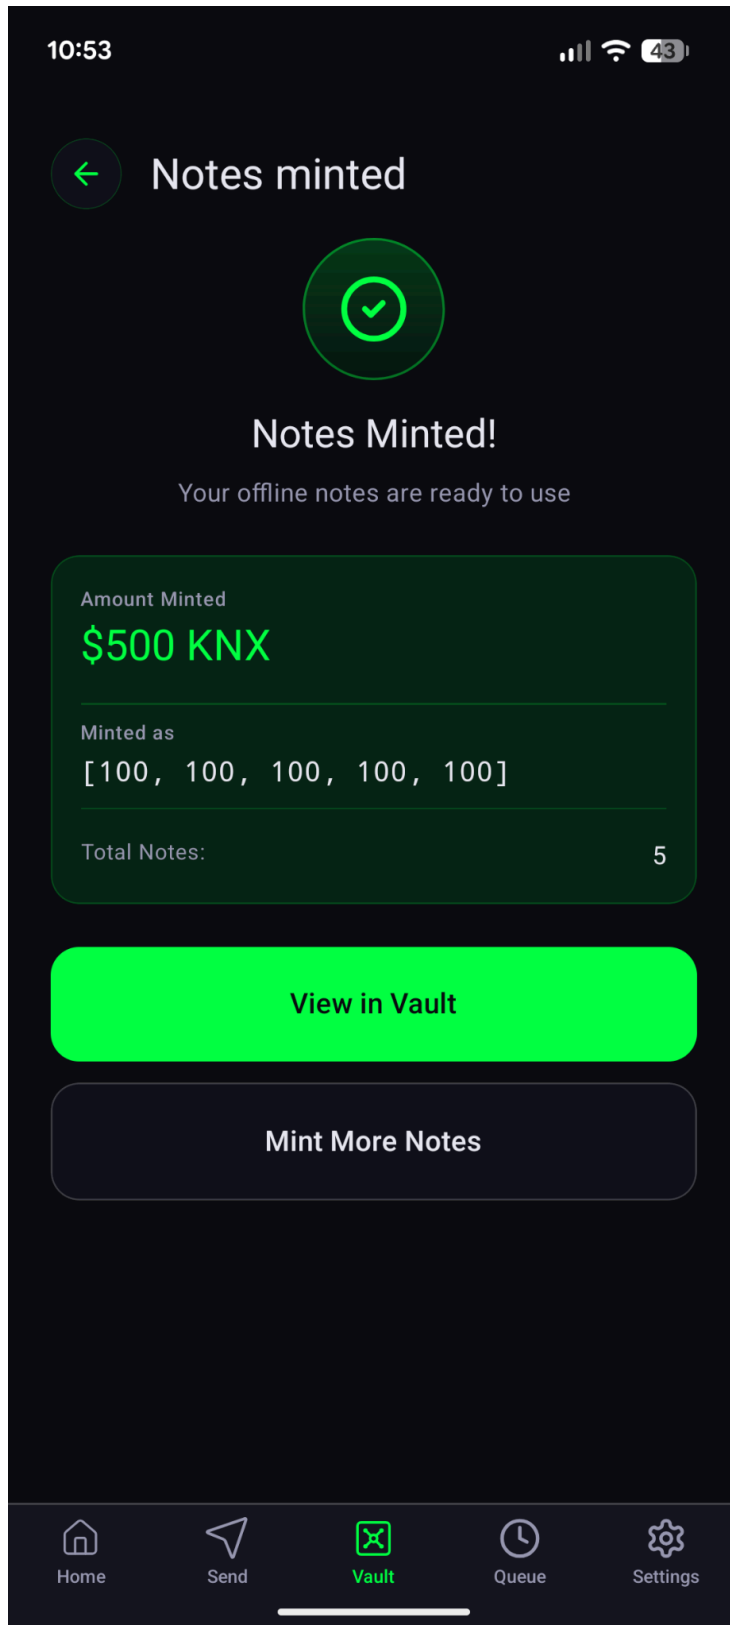 10:53
43
Notes minted
Notes Minted!
Your offline notes are ready to use
Amount Minted
$500 KNX
Minted as
[100, 100, 100, 100, 100]
Total Notes: 5
View in Vault
Mint More Notes
Home Send Vault Queue Settings